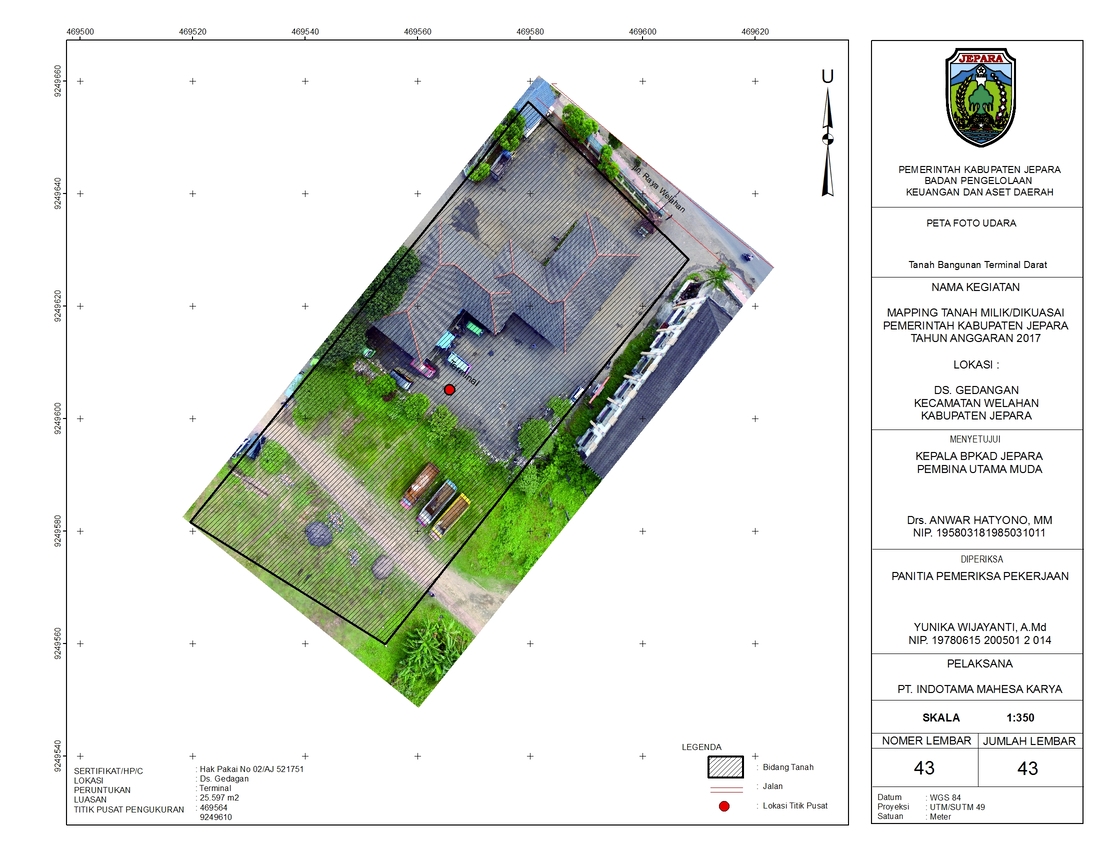 469500 469520 469540 469560 469580 469600 469620
9249660
9249640
9249620
9249600
9249580
9249560
9249540
U
Jln. Raya Welahan
SERTIFIKAT/HP/C : Hak Pakai No 02/AJ 521751
LOKASI : Ds. Gedagan
PERUNTUKAN : Terminal
LUASAN : 25.597 m2
TITIK PUSAT PENGUKURAN : 469564
9249610
LEGENDA
: Bidang Tanah
: Jalan
: Lokasi Titik Pusat
JEPARA
PEMERINTAH KABUPATEN JEPARA
BADAN PENGELOLAAN
KEUANGAN DAN ASET DAERAH
PETA FOTO UDARA
Tanah Bangunan Terminal Darat
NAMA KEGIATAN
MAPPING TANAH MILIK/DIKUASAI
PEMERINTAH KABUPATEN JEPARA
TAHUN ANGGARAN 2017
LOKASI :
DS. GEDANGAN
KECAMATAN WELAHAN
KABUPATEN JEPARA
MENYETUJUI
KEPALA BPKAD JEPARA
PEMBINA UTAMA MUDA
Drs. ANWAR HATYONO, MM
NIP. 195803181985031011
DIPERIKSA
PANITIA PEMERIKSA PEKERJAAN
YUNIKA WIJAYANTI, A.Md
NIP. 19780615 200501 2 014
PELAKSANA
PT. INDOTAMA MAHESA KARYA
SKALA 1:350
NOMER LEMBAR JUMLAH LEMBAR
43 43
Datum : WGS 84
Proyeksi : UTM/SUTM 49
Satuan : Meter